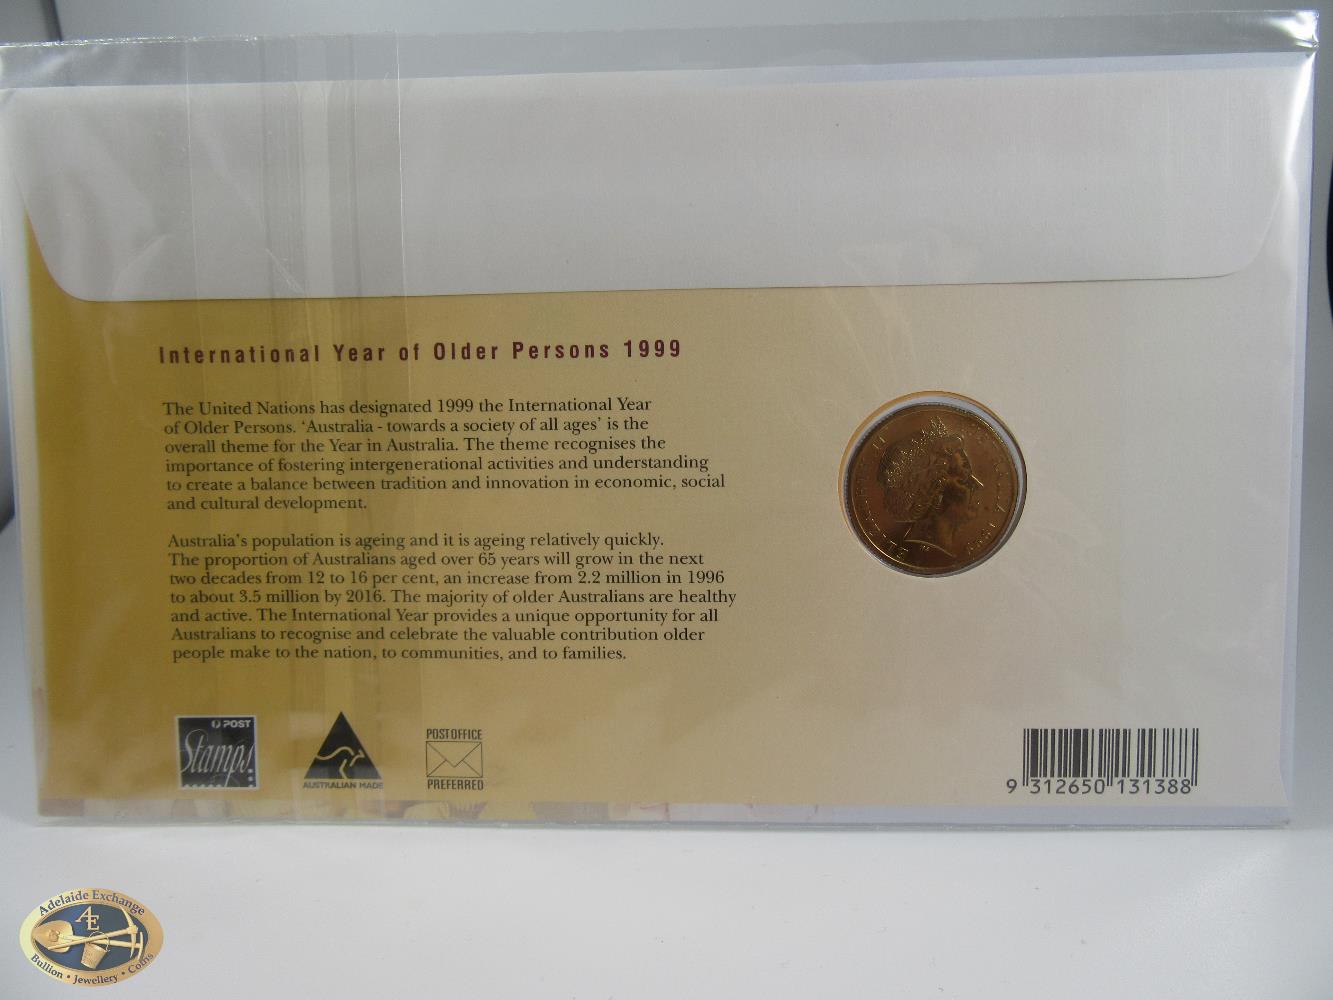 International Year of Older Persons 1999
The United Nations has designated 1999 the International Year
of Older Persons. 'Australia - towards a society of all ages' is the
overall theme for the Year in Australia. The theme recognises the
importance of fostering intergenerational activities and understanding
to create a balance between tradition and innovation in economic, social
and cultural development.
Australia's population is ageing and it is ageing relatively quickly.
The proportion of Australians aged over 65 years will grow in the next
two decades from 12 to 16 per cent, an increase from 2.2 million in 1996
to about 3.5 million by 2016. The majority of older Australians are healthy
and active. The International Year provides a unique opportunity for all
Australians to recognise and celebrate the valuable contribution older
people make to the nation, to communities, and to families.
POST
Stamps
AUSTRALIAN MADE
POST OFFICE
PREFERRED
9 312650 131388
Adelaide Exchange
AE
Bullion • Jewellery • Coins